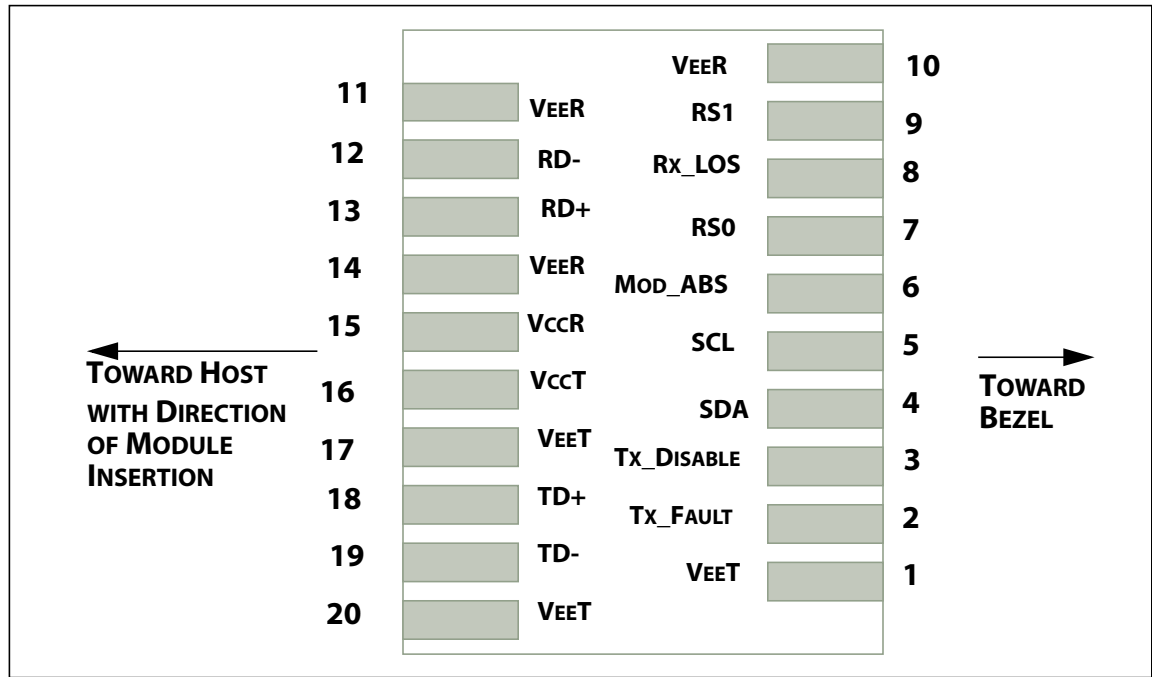 11
VEER
12
RD-
13
RD+
14
VEER
15
VCCR
16
VCCT
17
VEET
18
TD+
19
TD-
20
VEET
VEER
10
RS1
9
RX_LOS
8
RS0
7
MOD_ABS
6
SCL
5
SDA
4
TX_DISABLE
3
TX_FAULT
2
VEET
1
TOWARD HOST
WITH DIRECTION
OF MODULE
INSERTION
TOWARD
BEZEL